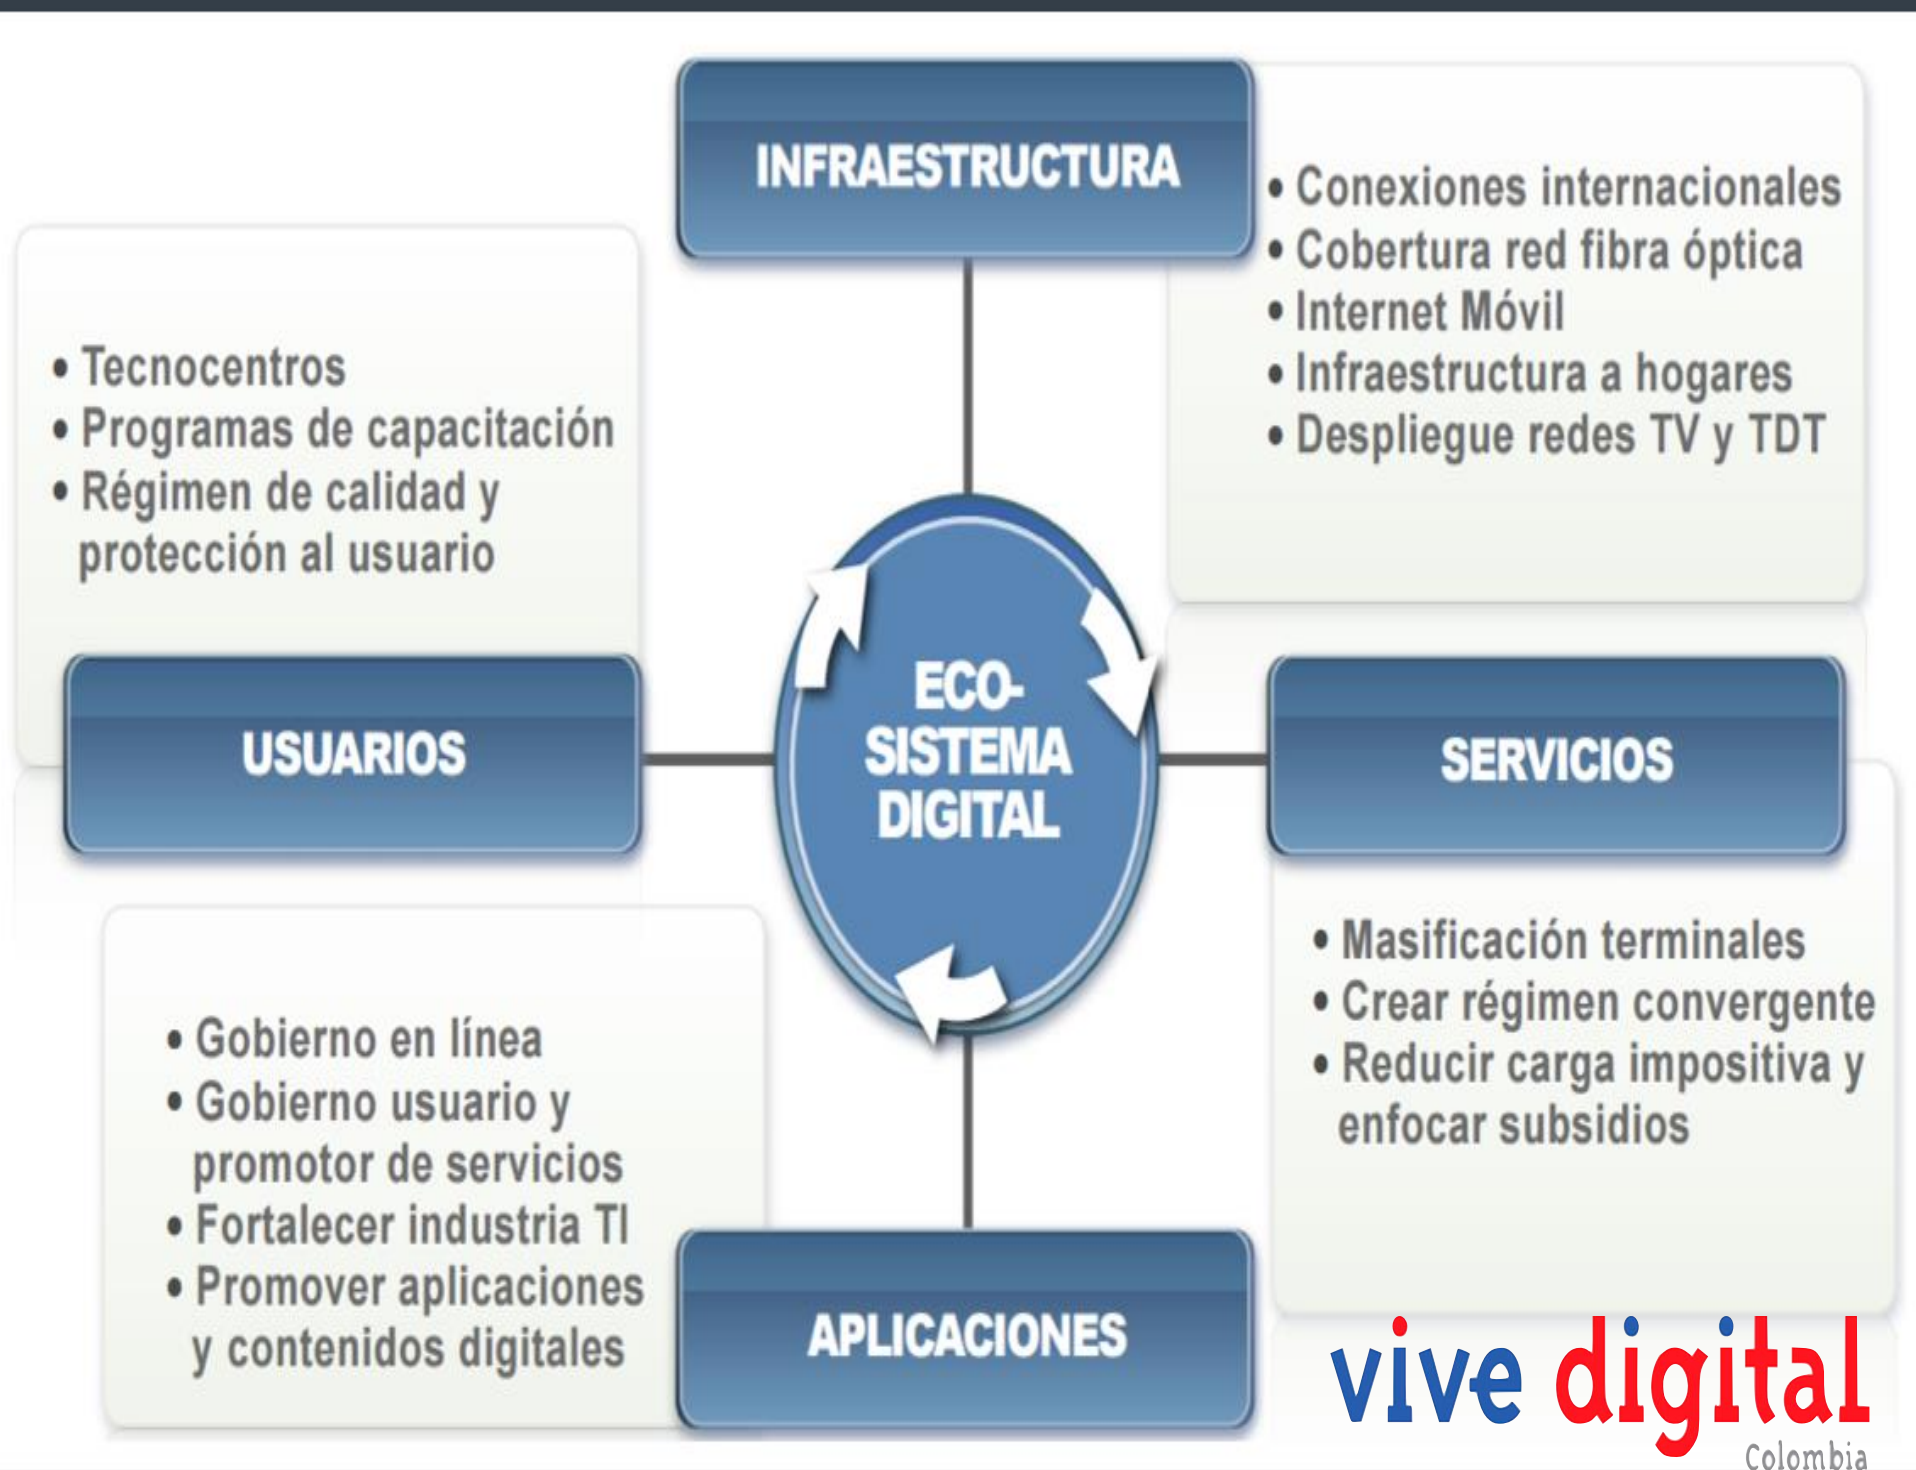 INFRAESTRUCTURA
• Conexiones internacionales
• Cobertura red fibra óptica
• Internet Móvil
• Infraestructura a hogares
• Despliegue redes TV y TDT
• Tecnocentros
• Programas de capacitación
• Régimen de calidad y
protección al usuario
USUARIOS
ECO-
SISTEMA
DIGITAL
SERVICIOS
• Masificación terminales
• Crear régimen convergente
• Reducir carga impositiva y
enfocar subsidios
• Gobierno en línea
• Gobierno usuario y
promotor de servicios
• Fortalecer industria TI
• Promover aplicaciones
y contenidos digitales
APLICACIONES
vive digital
Colombia